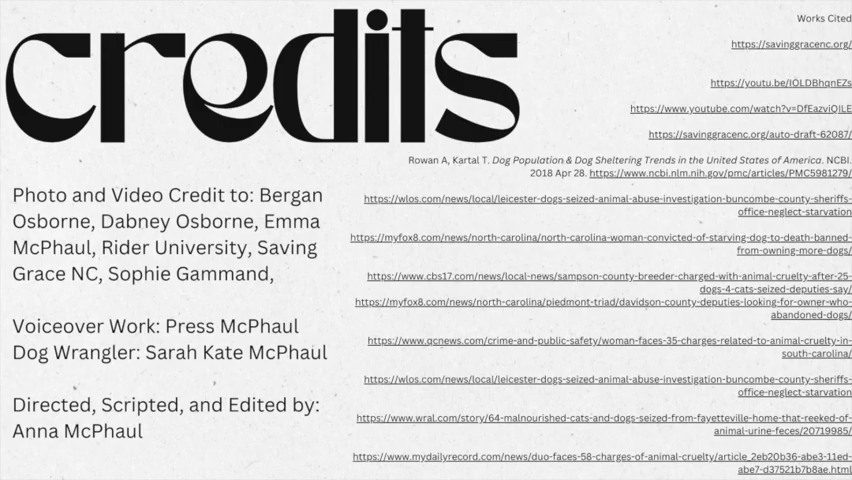 credits
Photo and Video Credit to: Bergan
Osborne, Dabney Osborne, Emma
McPhaul, Rider University, Saving
Grace NC, Sophie Gammand,
Voiceover Work: Press McPhaul
Dog Wrangler: Sarah Kate McPhaul
Directed, Scripted, and Edited by:
Anna McPhaul
Works Cited
https://savinggracenc.org/
https://youtu.be/IOLDBhqnEZs
https://www.youtube.com/watch?v=DfEazviQJLE
https://savinggracenc.org/auto-draft-62087/
Rowan A, Kartal T. Dog Population & Dog Sheltering Trends in the United States of America. NCBI.
2018 Apr 28. https://www.ncbi.nlm.nih.gov/pmc/articles/PMC5981279/
https://wlos.com/news/local/leicester-dogs-seized-animal-abuse-investigation-buncombe-county-sheriffs-
office-neglect-starvation
https://myfox8.com/news/north-carolina/north-carolina-woman-convicted-of-starving-dog-to-death-banned-
from-owning-more-dogs/
https://www.cbs17.com/news/local-news/sampson-county-breeder-charged-with-animal-cruelty-after-25-
dogs-4-cats-seized-deputies-say/
https://myfox8.com/news/north-carolina/piedmont-triad/davidson-county-deputies-looking-for-owner-who-
abandoned-dogs/
https://www.qcnews.com/crime-and-public-safety/woman-faces-35-charges-related-to-animal-cruelty-in-
south-carolina/
https://wlos.com/news/local/leicester-dogs-seized-animal-abuse-investigation-buncombe-county-sheriffs-
office-neglect-starvation
https://www.wral.com/story/64-malnourished-cats-and-dogs-seized-from-fayetteville-home-that-reeked-of-
animal-urine-feces/20719985/
https://www.mydailyrecord.com/news/duo-faces-58-charges-of-animal-cruelty/article_2eb20b36-abe3-11ed-
abe7-d37521b7b8ae.html